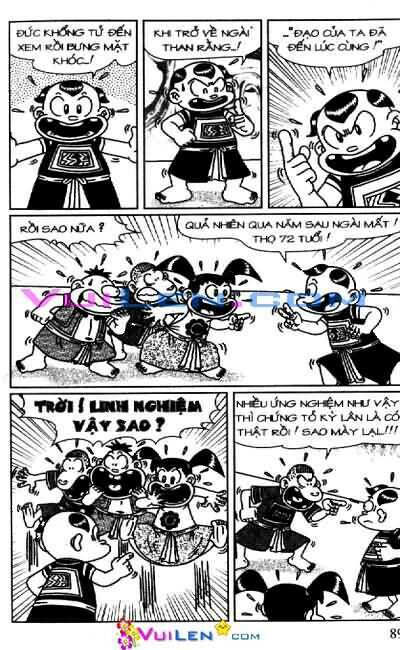 ĐỨC KHỔNG TỬ ĐẾN
XEM RỒI BƯNG MẶT
KHÓC..!
KHI TRỞ VỀ NGÀI
THAN RẰNG..!
.."ĐẠO CỦA TA ĐÃ
ĐẾN LÚC CÙNG !"
RỒI SAO NỮA ?
QUẢ NHIÊN QUA NĂM SAU NGÀI MẤT !
THỌ 72 TUỔI !
VUILEN.COM
TRỜI ! LINH NGHIỆM
VẬY SAO ?
NHIỀU ỨNG NGHIỆM NHƯ VẬY
THÌ CHỨNG TỎ KỲ LÂN LÀ CÓ
THẬT RỒI ! SAO MÀY LẠI...!!
89
VUILEN.COM